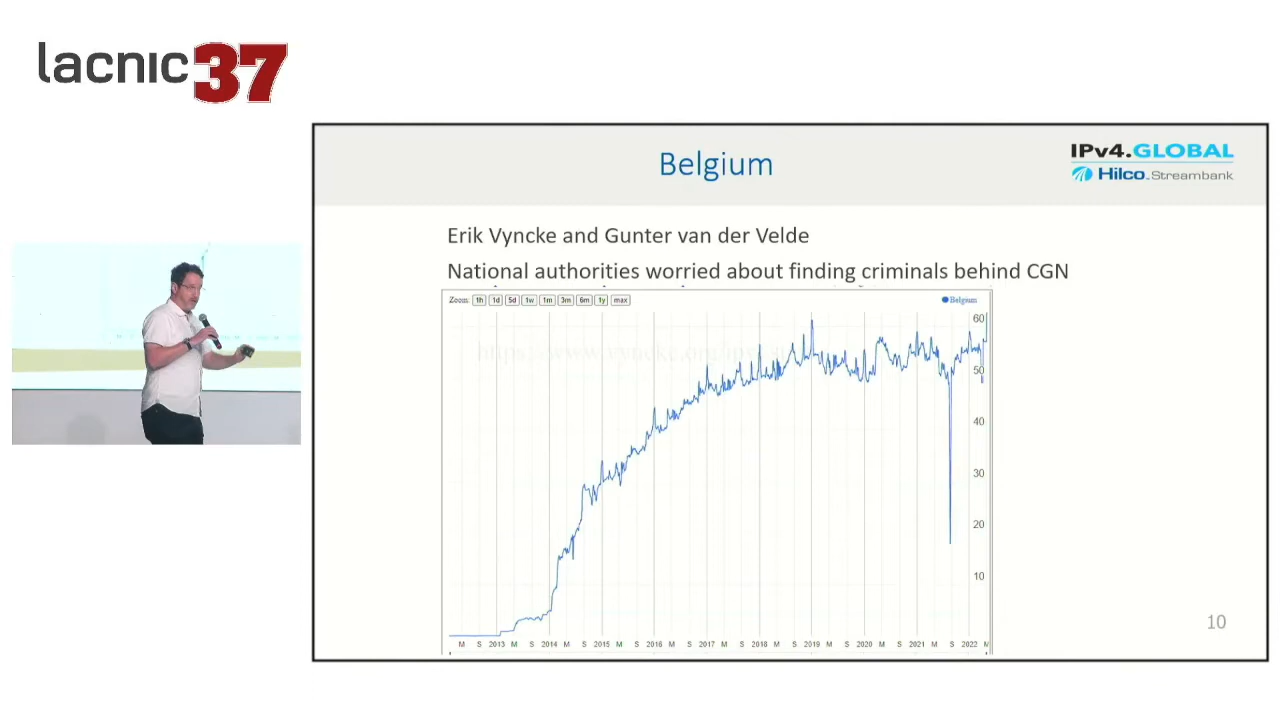 lacnic37
Belgium
IPv4.GLOBAL
Hilco Streambank
Erik Vyncke and Gunter van der Velde
National authorities worried about finding criminals behind CGN
Zoom: 1h 1d 5d 1w 1m 3m 6m 1y max
Belgium
60
50
40
30
20
10
M S 2013 M S 2014 M S 2015 M S 2016 M S 2017 M S 2018 M S 2019 M S 2020 M S 2021 M S 2022 M
10